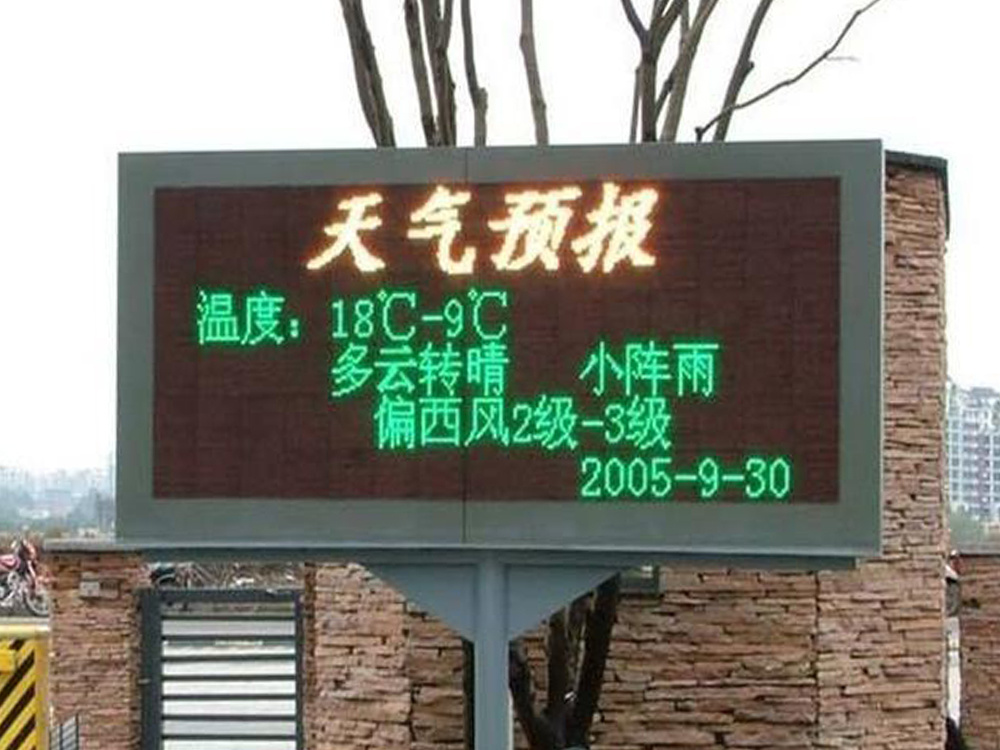 天气预报
温度：18℃-9℃
多云转晴 小阵雨
偏西风2级-3级
2005-9-30